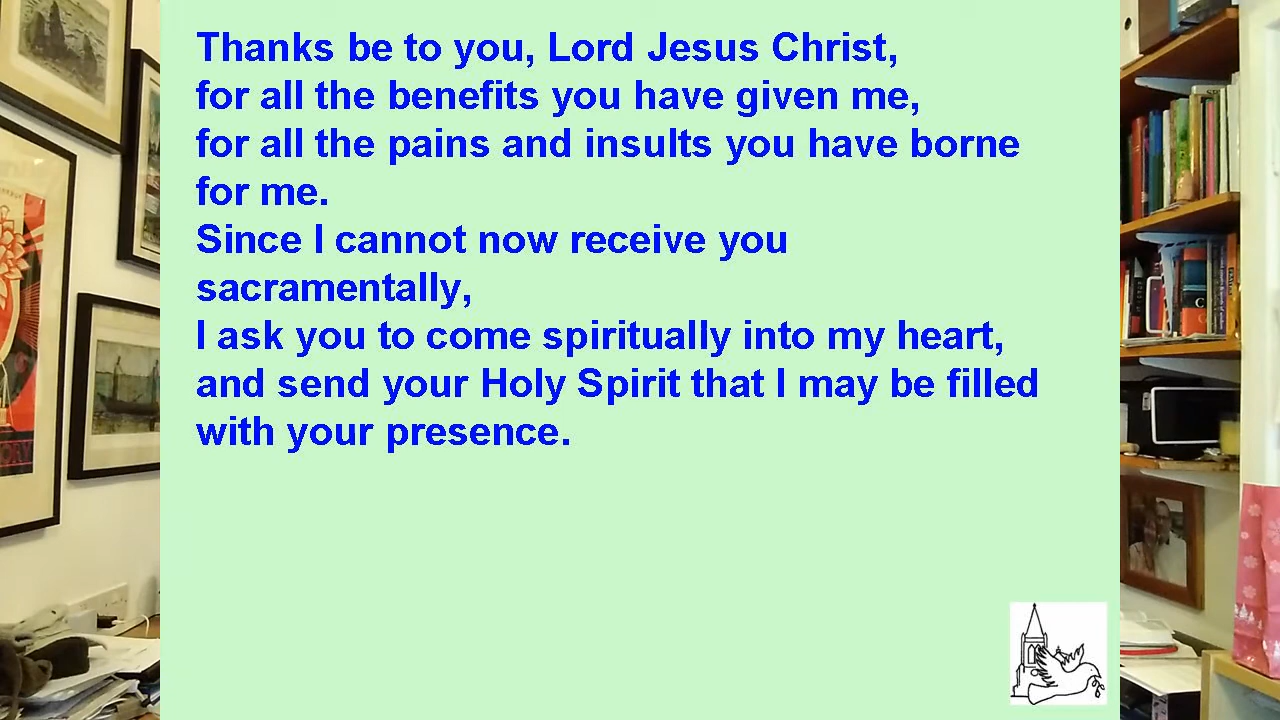 Thanks be to you, Lord Jesus Christ,
for all the benefits you have given me,
for all the pains and insults you have borne
for me.
Since I cannot now receive you
sacramentally,
I ask you to come spiritually into my heart,
and send your Holy Spirit that I may be filled
with your presence.